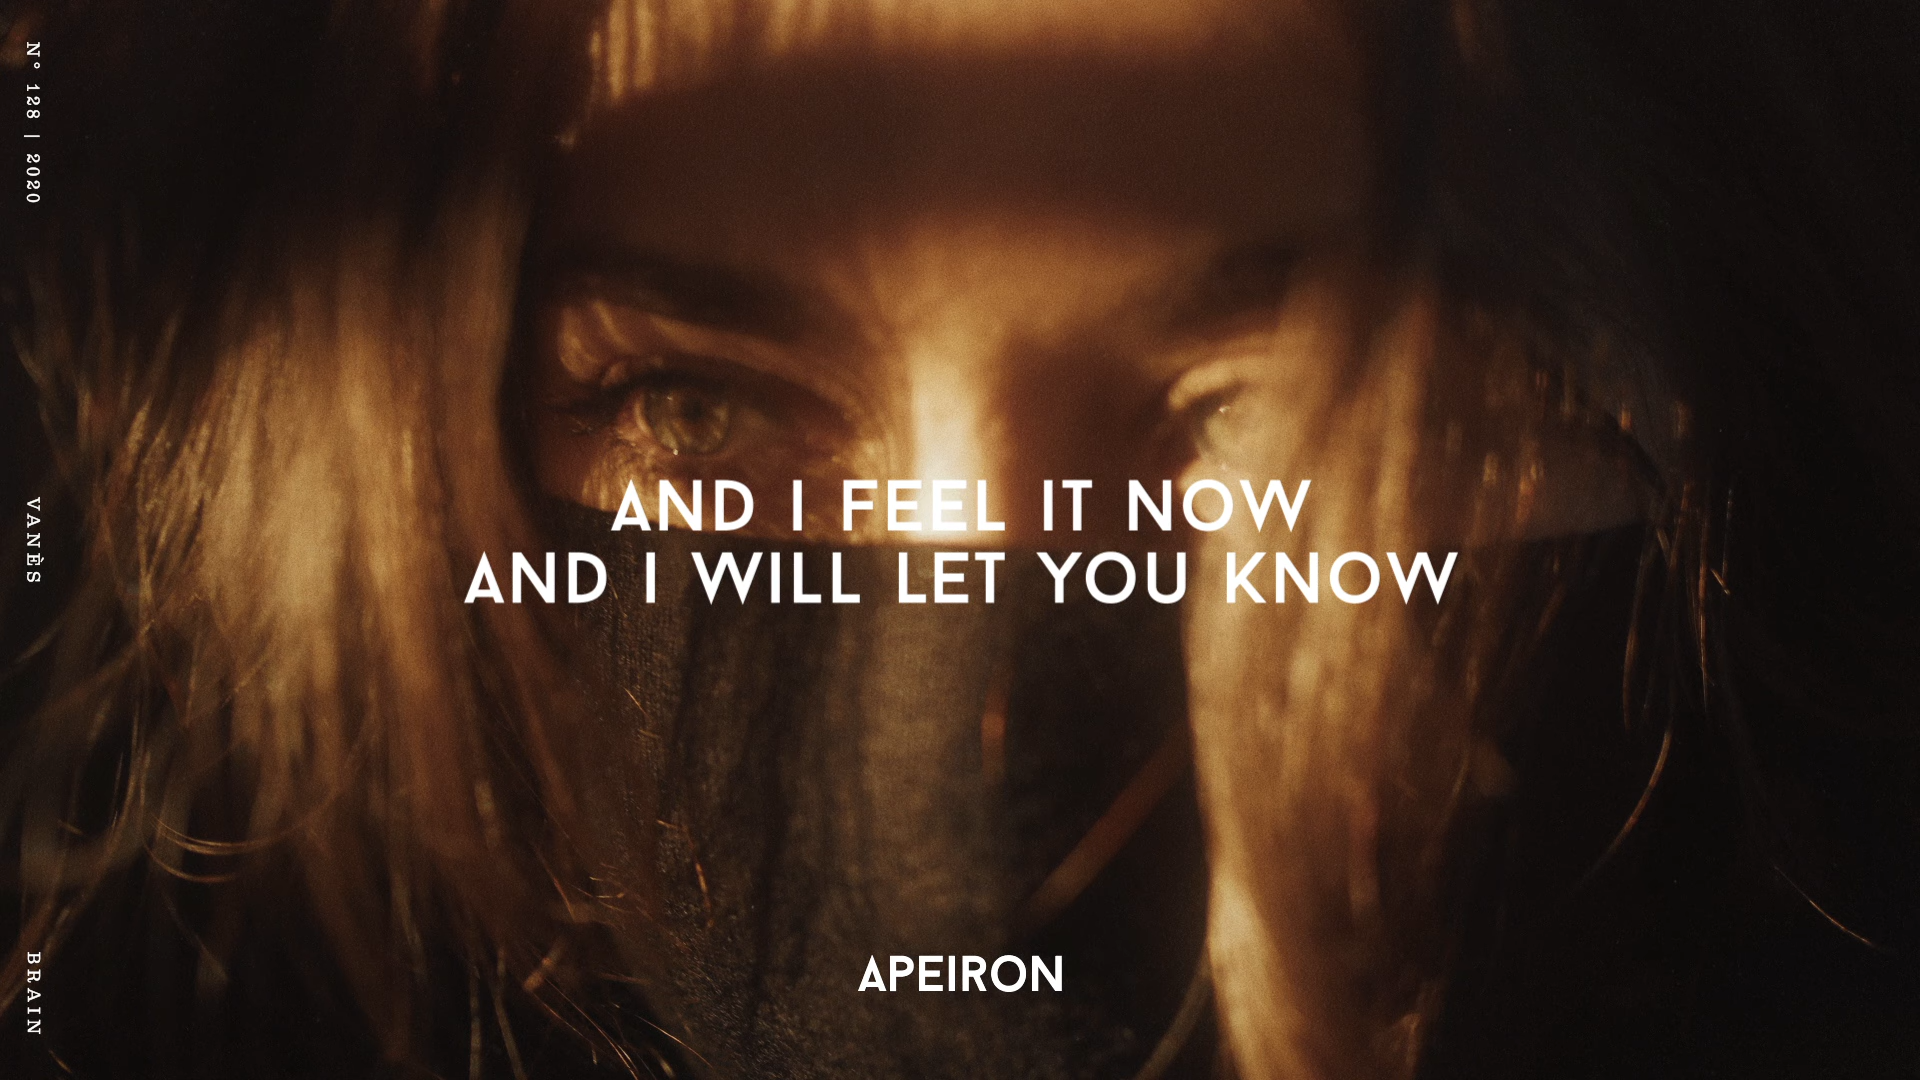 N° 128 | 2020
VANÈS
BRAIN
AND I FEEL IT NOW
AND I WILL LET YOU KNOW
APEIRON